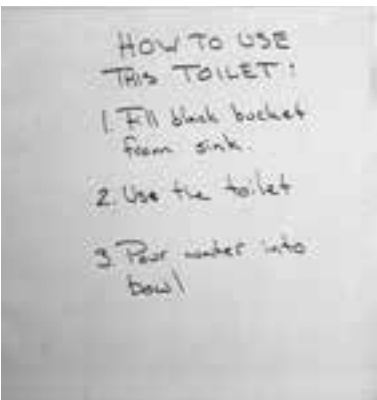 HOW TO USE
THIS TOILET:
1. Fill black bucket
from sink.
2. Use the toilet
3. Pour water into
bowl